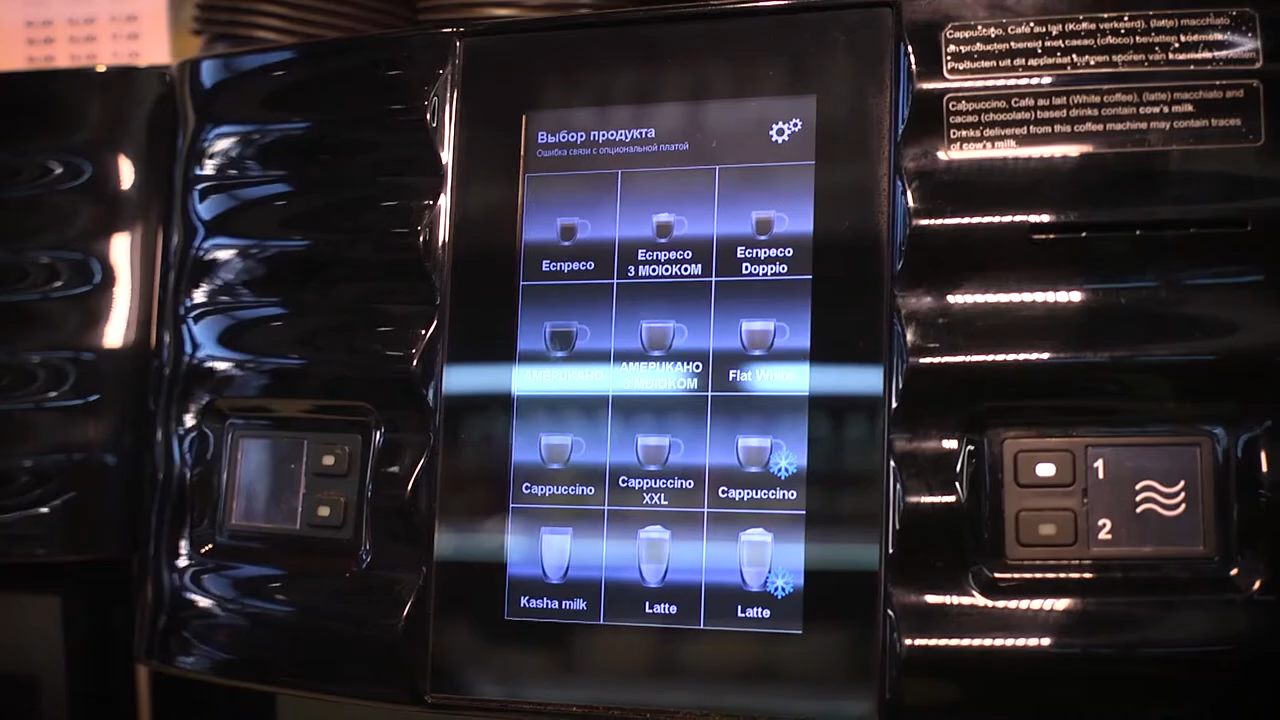 Cappuccino, Café au lait (Koffie verkeerd), (latte) macchiato
en producten bereid met cacao (choco) bevatten koemelk.
Producten uit dit apparaat kunnen sporen van koemelk bevatten
Cappuccino, Café au lait (White coffee), (latte) macchiato and
cacao (chocolate) based drinks contain cow's milk.
Drinks delivered from this coffee machine may contain traces
of cow's milk.
Выбор продукта
Ошибка связи с опциональной платой
Еспресо
Еспресо
З МОЮКОМ
Еспресо
Doppio
АМЕРИКАНО
АМЕРИКАНО
З МОЮКОМ
Flat White
Cappuccino
Cappuccino
XXL
Cappuccino
Kasha milk
Latte
Latte
1
2